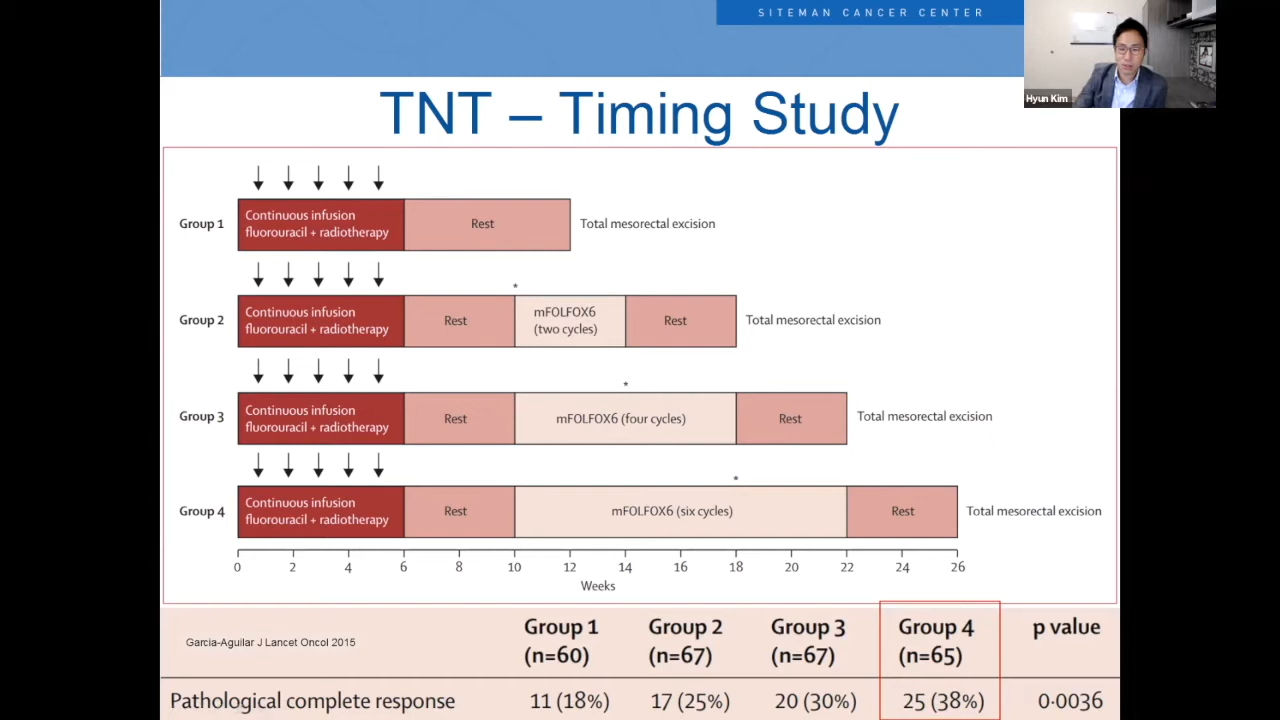 SITEMAN CANCER CENTER
Hyun Kim
TNT – Timing Study
Group 1
Continuous infusion
fluorouracil + radiotherapy
Rest
Total mesorectal excision
*
Group 2
Continuous infusion
fluorouracil + radiotherapy
Rest
mFOLFOX6
(two cycles)
Rest
Total mesorectal excision
*
Group 3
Continuous infusion
fluorouracil + radiotherapy
Rest
mFOLFOX6 (four cycles)
Rest
Total mesorectal excision
*
Group 4
Continuous infusion
fluorouracil + radiotherapy
Rest
mFOLFOX6 (six cycles)
Rest
Total mesorectal excision
0 2 4 6 8 10 12 14 16 18 20 22 24 26
Weeks
Garcia-Aguilar J Lancet Oncol 2015
Group 1 Group 2 Group 3 Group 4 p value
(n=60) (n=67) (n=67) (n=65)
Pathological complete response 11 (18%) 17 (25%) 20 (30%) 25 (38%) 0·0036